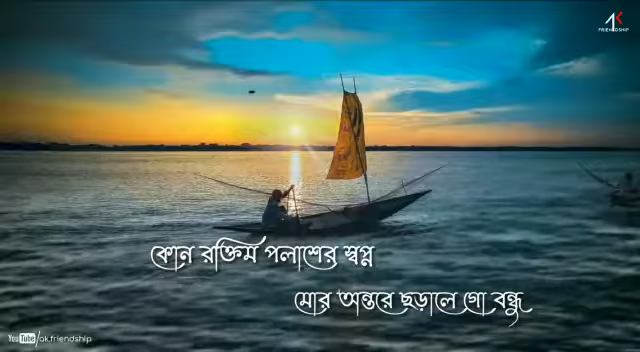 AK
FRIENDSHIP
কোন রক্তিম পলাশের স্বপ্ন
মোর অন্তরে ছড়ালে গো বন্ধু
YouTube/ak.friendship